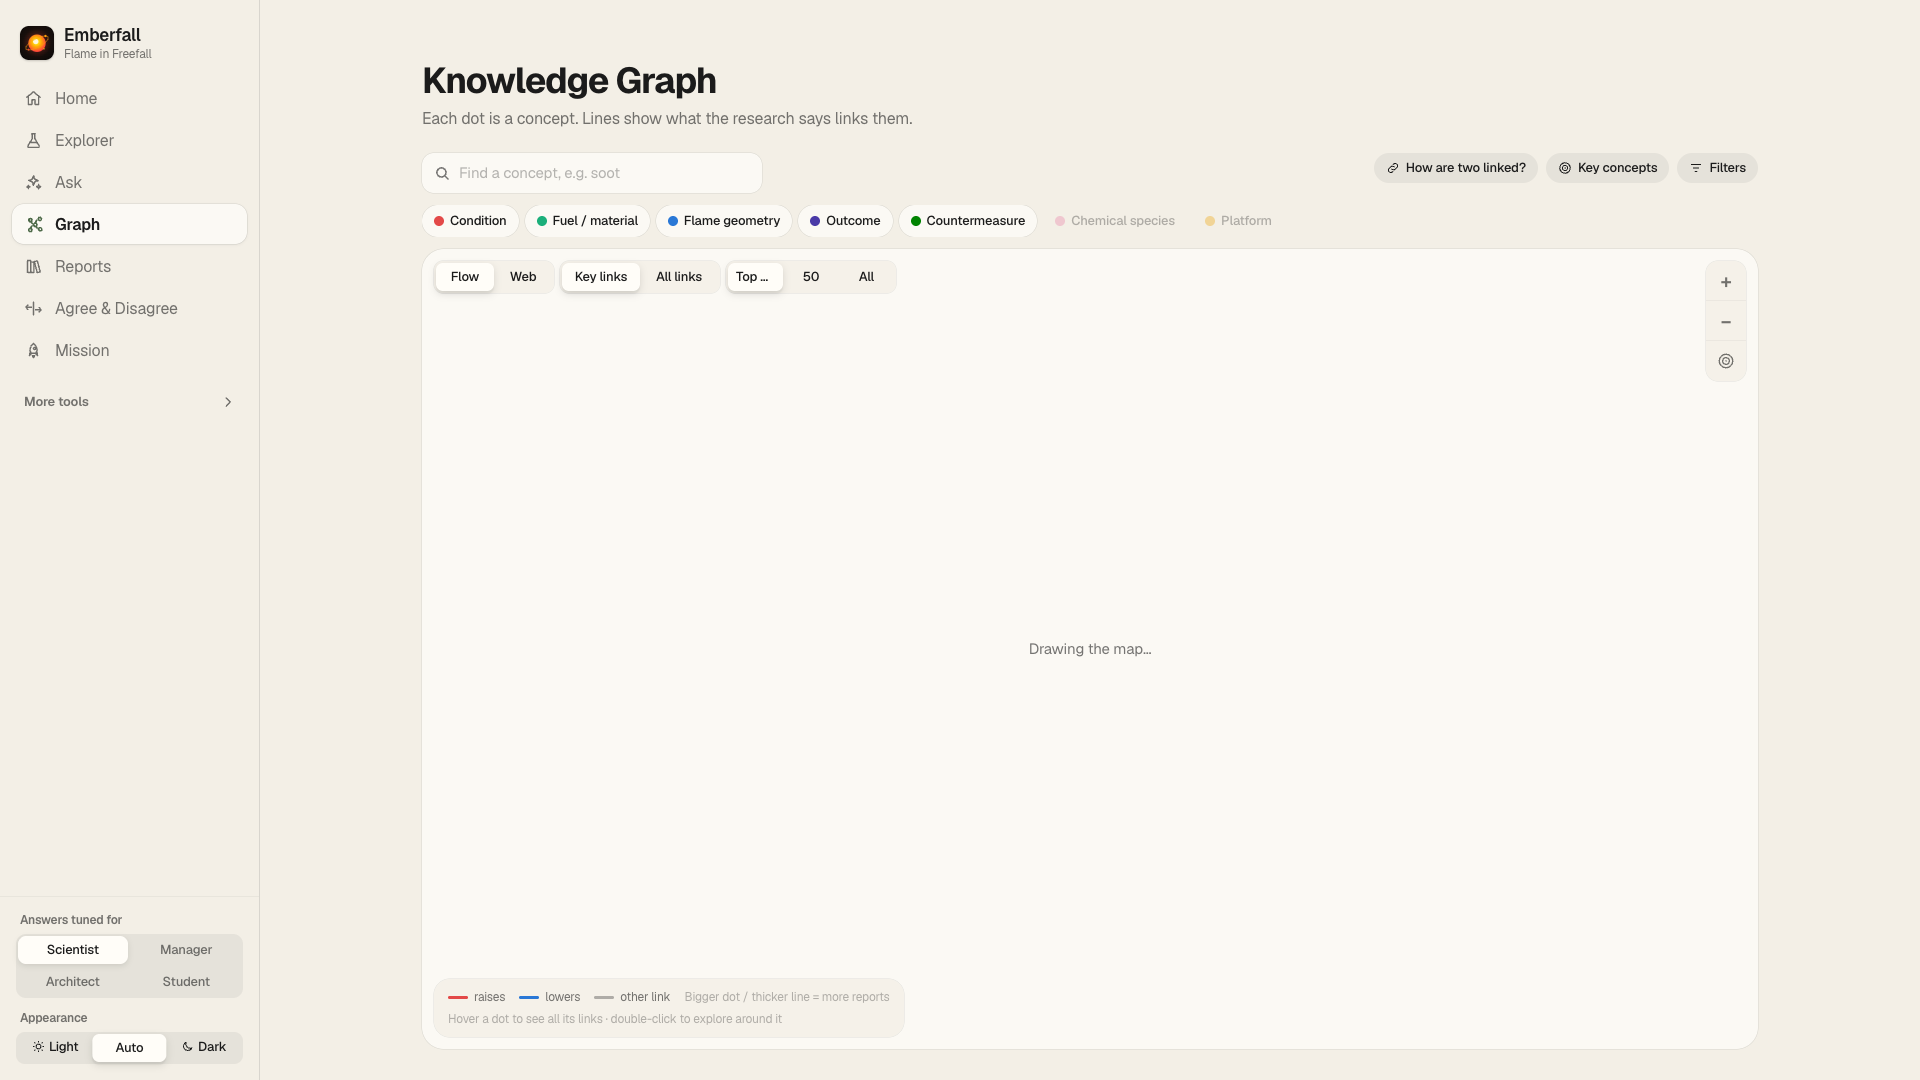 Emberfall
Flame in Freefall
Home
Explorer
Ask
Graph
Reports
Agree & Disagree
Mission
More tools
Answers tuned for
Scientist
Manager
Architect
Student
Appearance
Light
Auto
Dark
Knowledge Graph
Each dot is a concept. Lines show what the research says links them.
Find a concept, e.g. soot
How are two linked?
Key concepts
Filters
Condition
Fuel / material
Flame geometry
Outcome
Countermeasure
Chemical species
Platform
Flow
Web
Key links
All links
Top ...
50
All
+
−
Drawing the map...
raises
lowers
other link
Bigger dot / thicker line = more reports
Hover a dot to see all its links · double-click to explore around it